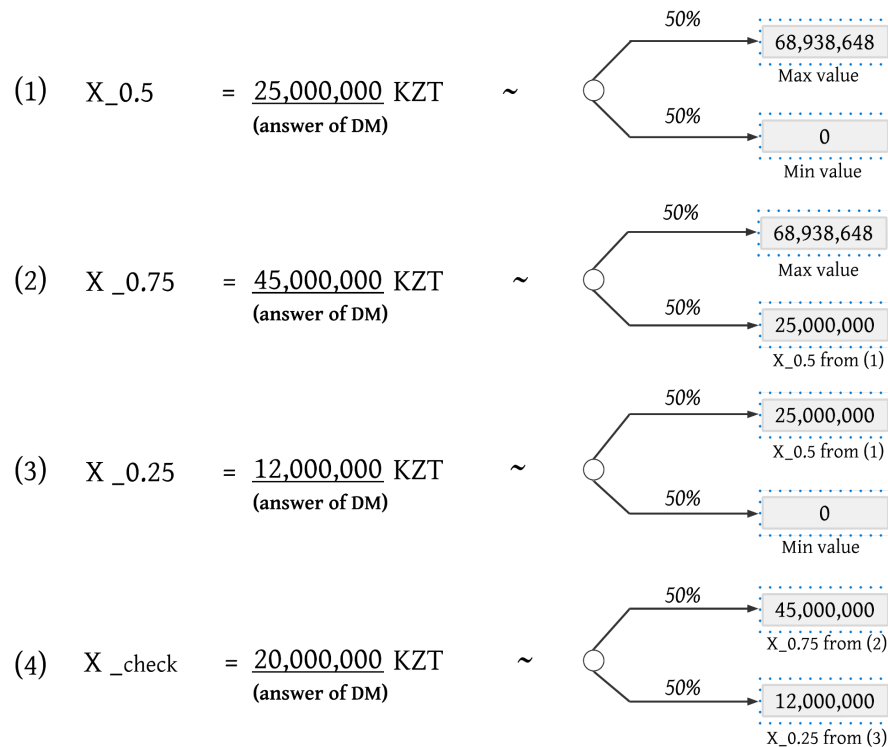 50%
68,938,648
Max value
(1) X_0.5 = 25,000,000 KZT ~
(answer of DM)
50%
0
Min value
50%
68,938,648
Max value
(2) X _0.75 = 45,000,000 KZT ~
(answer of DM)
50%
25,000,000
X_0.5 from (1)
50%
25,000,000
X_0.5 from (1)
(3) X _0.25 = 12,000,000 KZT ~
(answer of DM)
50%
0
Min value
50%
45,000,000
X_0.75 from (2)
(4) X _check = 20,000,000 KZT ~
(answer of DM)
50%
12,000,000
X_0.25 from (3)